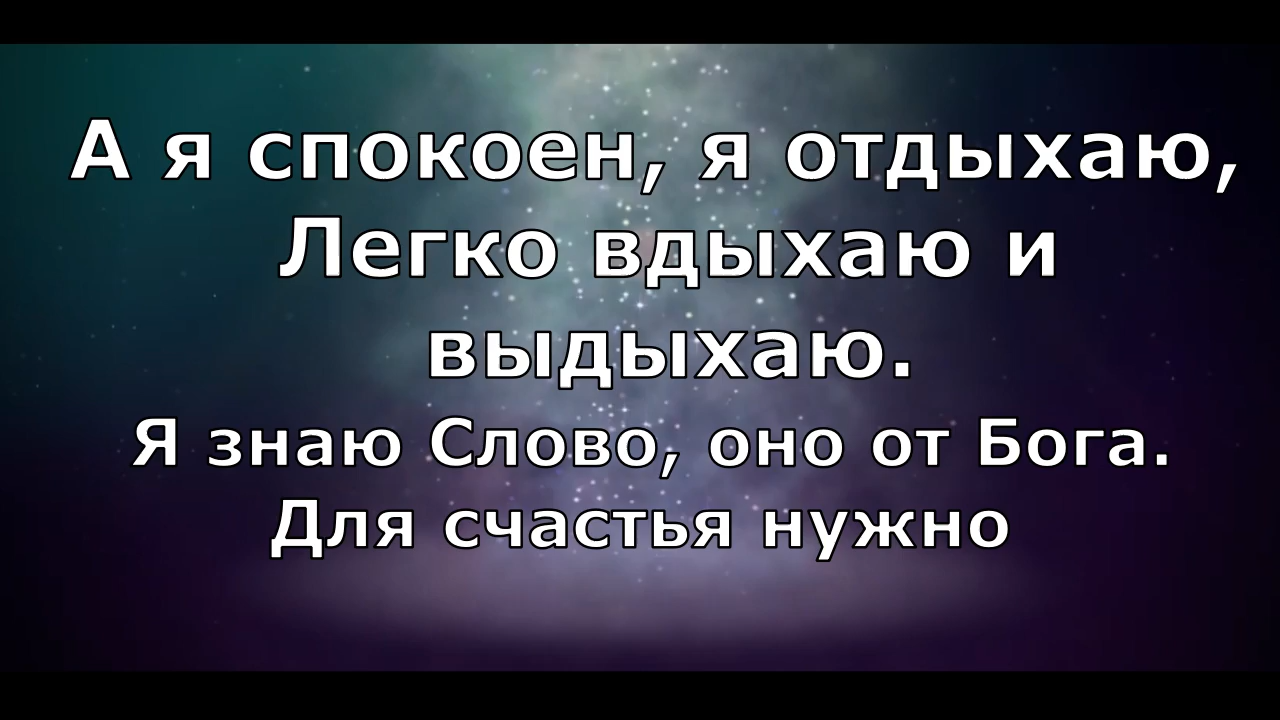 А я спокоен, я отдыхаю,
Легко вдыхаю и
выдыхаю.
Я знаю Слово, оно от Бога.
Для счастья нужно